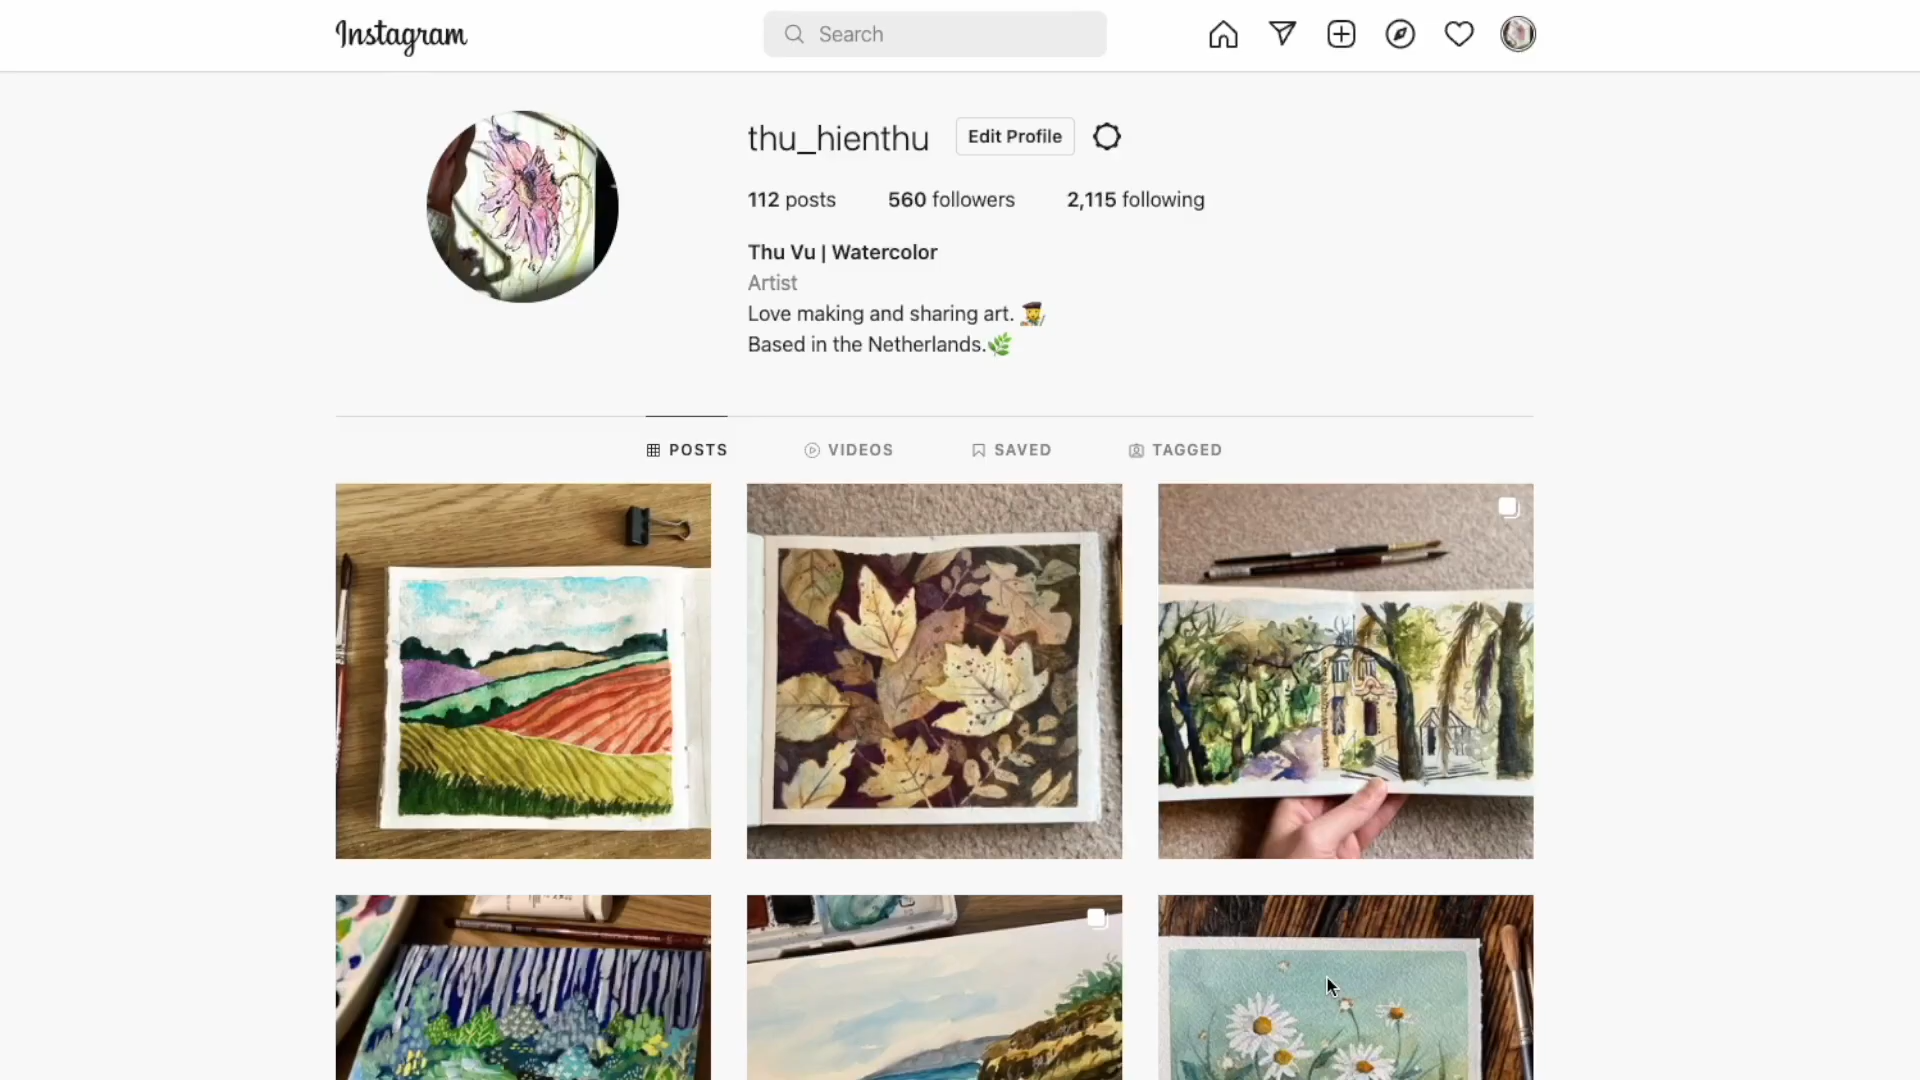 Instagram
Search
thu_hienthu Edit Profile
112 posts 560 followers 2,115 following
Thu Vu | Watercolor
Artist
Love making and sharing art. 👩‍🎨
Based in the Netherlands.🌿
POSTS VIDEOS SAVED TAGGED